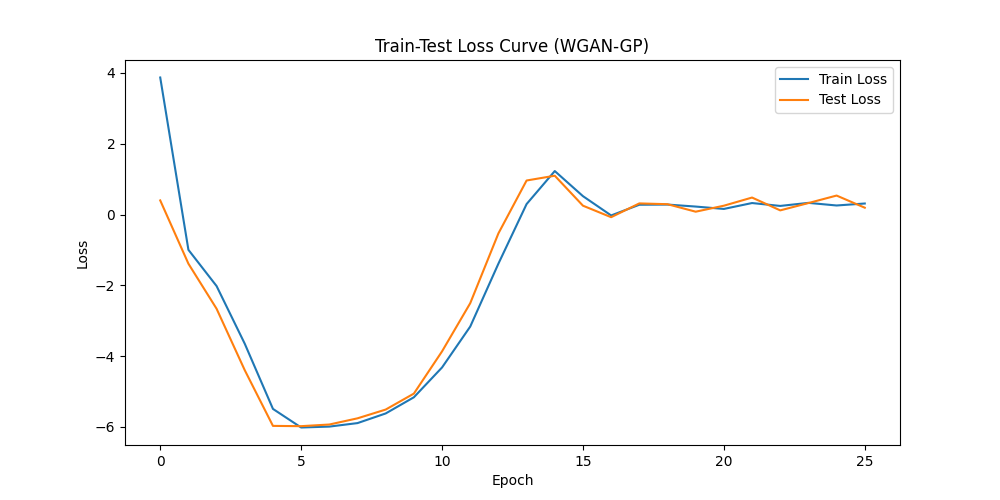 Train-Test Loss Curve (WGAN-GP)
Train Loss
Test Loss
4
2
0
−2
−4
−6
Loss
0 5 10 15 20 25
Epoch